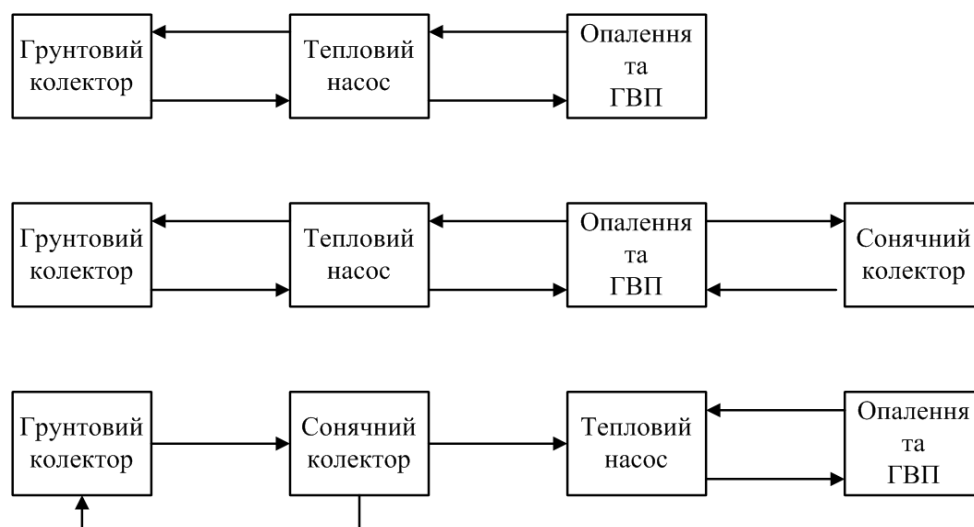 Грунтовий
колектор
Тепловий
насос
Опалення
та
ГВП
Грунтовий
колектор
Тепловий
насос
Опалення
та
ГВП
Сонячний
колектор
Грунтовий
колектор
Сонячний
колектор
Тепловий
насос
Опалення
та
ГВП